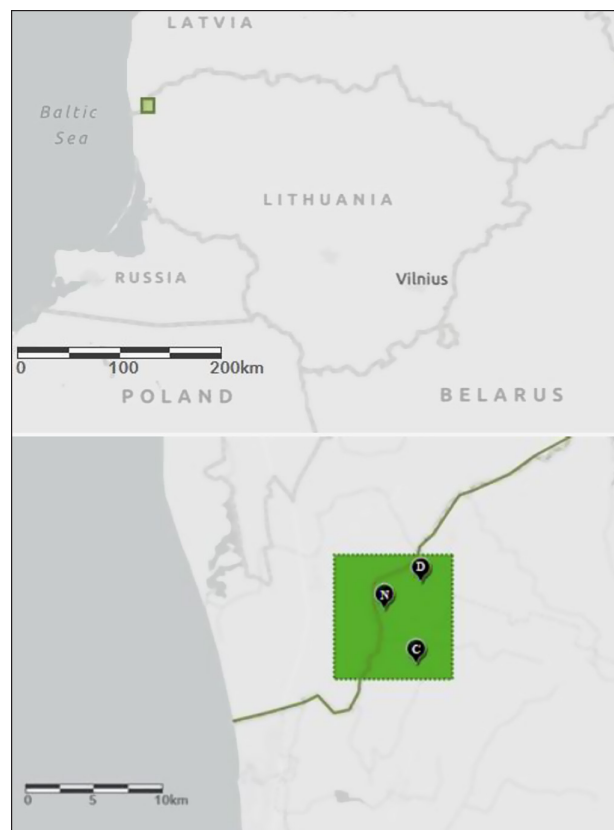 LATVIA
Baltic
Sea
LITHUANIA
RUSSIA
Vilnius
0 100 200km
POLAND
BELARUS
D
N
C
0 5 10km